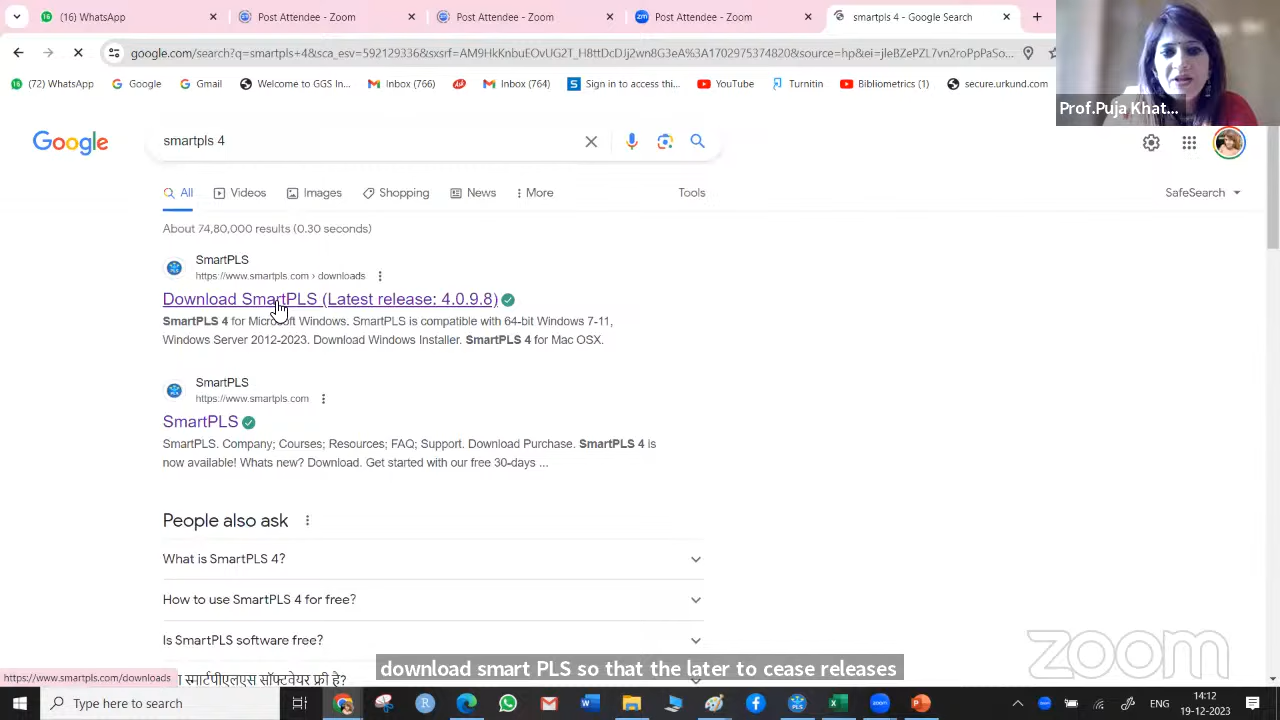 (16) WhatsApp
Post Attendee - Zoom
Post Attendee - Zoom
Post Attendee - Zoom
smartpls 4 - Google Search
google.com/search?q=smartpls+4&sca_esv=592129336&sxsrf=
(72) WhatsApp
Google
Gmail
Welcome to GGS I...
Inbox (766)
Inbox (764)
Sign in to access thi...
YouTube
Turnitin
Bibliometrics (1)
secure.urkund.com
Prof.Puja Khat...
Google
smartpls 4
All
Videos
Images
Shopping
News
More
Tools
SafeSearch
About 74,80,000 results (0.30 seconds)
SmartPLS
https://www.smartpls.com › downloads
Download SmartPLS (Latest release: 4.0.9.8)
SmartPLS 4 for Microsoft Windows. SmartPLS is compatible with 64-bit Windows 7-11,
Windows Server 2012-2023. Download Windows Installer. SmartPLS 4 for Mac OSX.
SmartPLS
https://www.smartpls.com
SmartPLS
SmartPLS. Company; Courses; Resources; FAQ; Support. Download Purchase. SmartPLS 4 is
now available! Whats new? Download. Get started with our free 30-days ...
People also ask
What is SmartPLS 4?
How to use SmartPLS 4 for free?
Is SmartPLS software free?
स्मार्टपीएलएस सॉफ्टवेयर फ्री है?
download smart PLS so that the later to cease releases
zoom
https://www.smartpls.com/downloads
Type here to search
ENG
14:12
19-12-2023